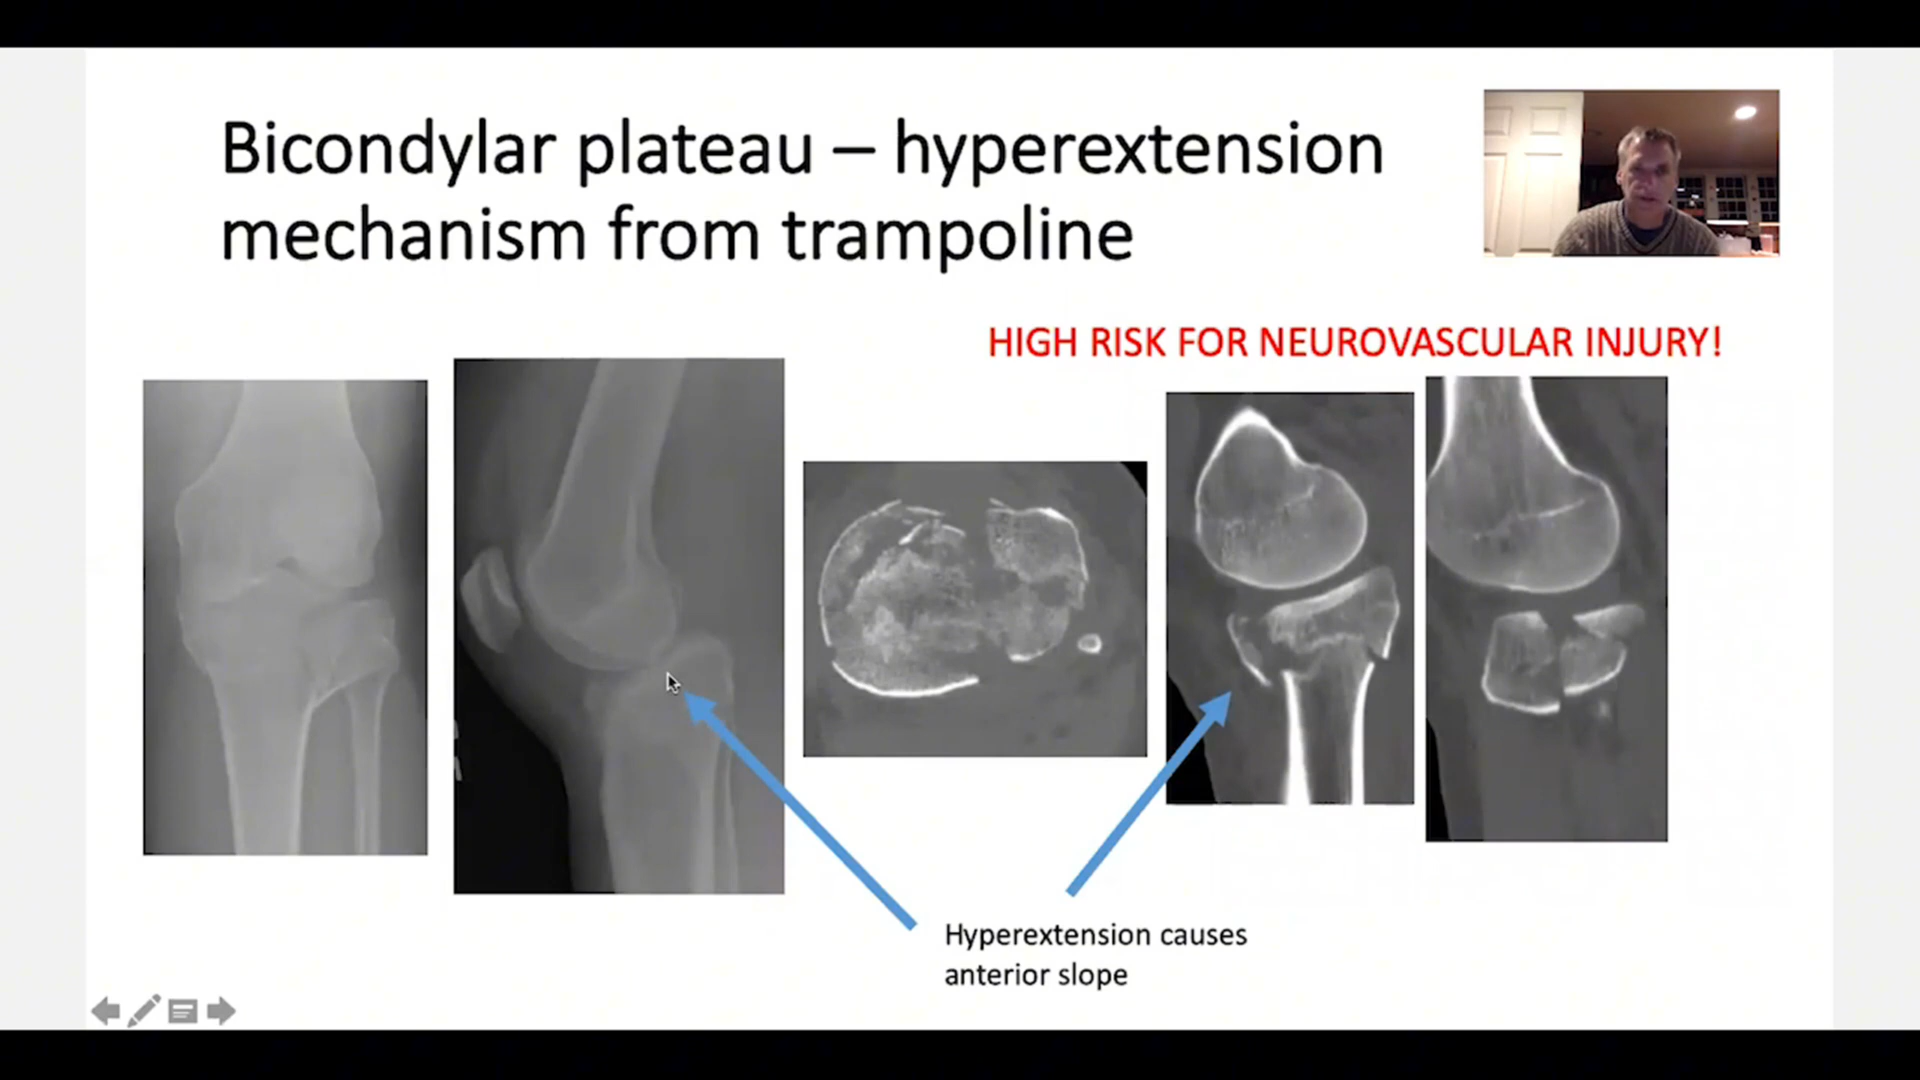 Bicondylar plateau – hyperextension
mechanism from trampoline
HIGH RISK FOR NEUROVASCULAR INJURY!
Hyperextension causes
anterior slope